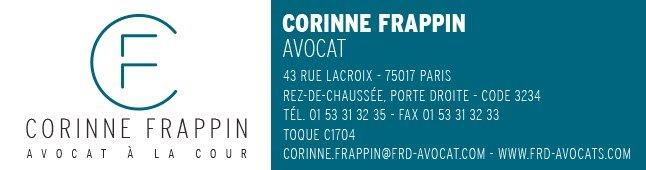 CF
CORINNE FRAPPIN
AVOCAT À LA COUR
CORINNE FRAPPIN
AVOCAT
43 RUE LACROIX - 75017 PARIS
REZ-DE-CHAUSSÉE, PORTE DROITE - CODE 3234
TÉL. 01 53 31 32 35 - FAX 01 53 31 32 33
TOQUE C1704
CORINNE.FRAPPIN@FRD-AVOCAT.COM - WWW.FRD-AVOCATS.COM